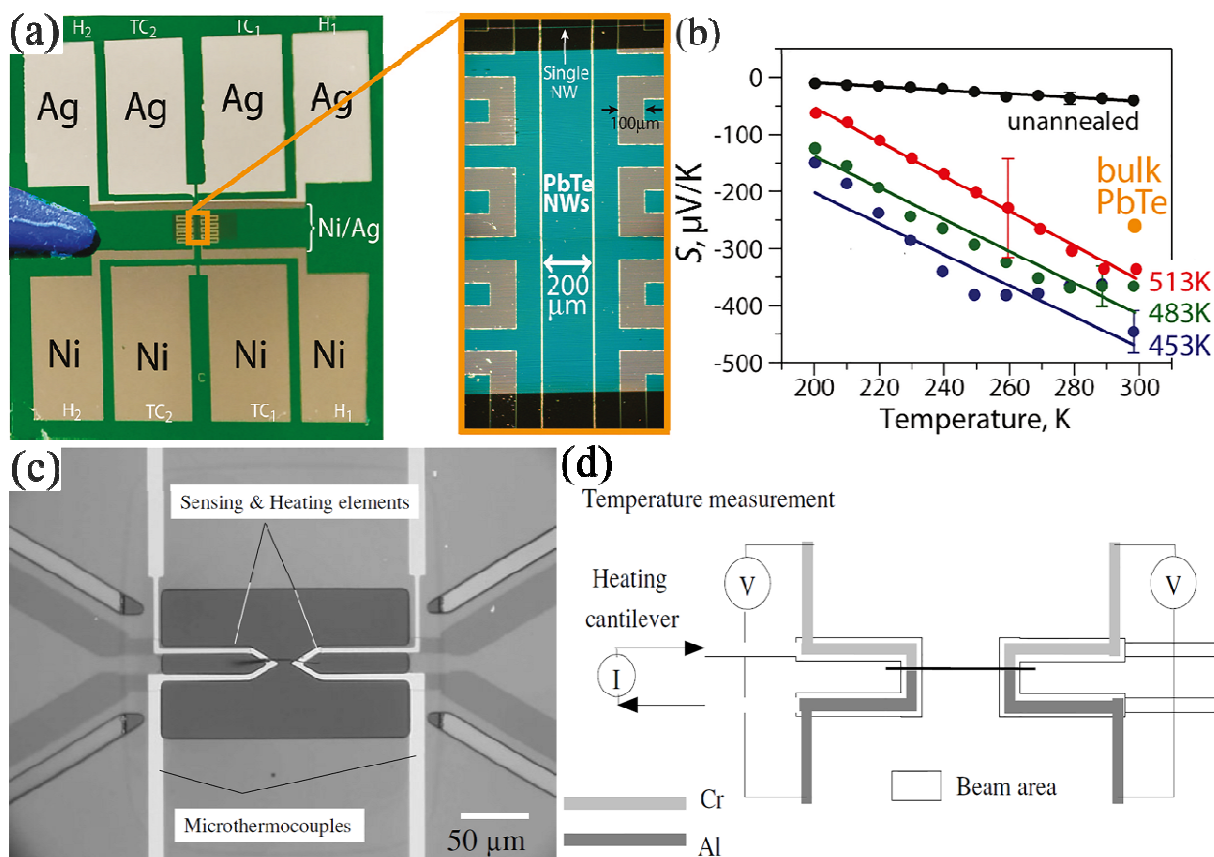 (a)
H2
TC2
TC1
H1
Ag
Ag
Ag
Ag
Ni/Ag
Ni
Ni
Ni
Ni
C
H2
TC2
TC1
H1
Single
NW
100μm
PbTe
NWs
200
μm
(b)
S, μV/K
0
-100
-200
-300
-400
-500
unannealed
bulk
PbTe
513K
483K
453K
200 220 240 260 280 300
Temperature, K
(c)
Sensing & Heating elements
Microthermocouples
50 μm
(d)
Temperature measurement
Heating
cantilever
V
V
I
Beam area
Cr
Al